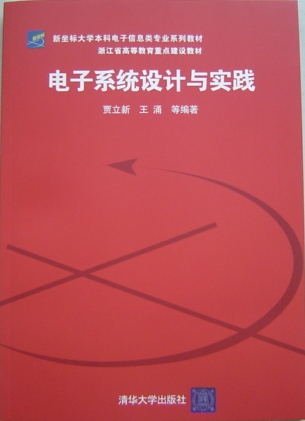 新坐标大学本科电子信息类专业系列教材
浙江省高等教育重点建设教材
电子系统设计与实践
贾立新 王涌 等编著
清华大学出版社